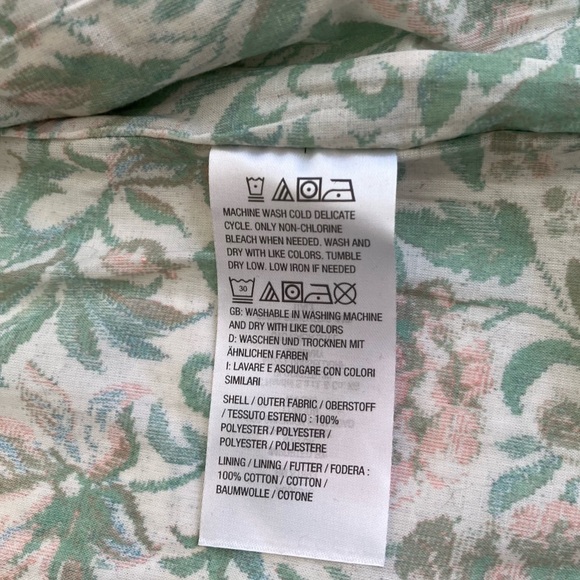 MACHINE WASH COLD DELICATE
CYCLE. ONLY NON-CHLORINE
BLEACH WHEN NEEDED. WASH AND
DRY WITH LIKE COLORS. TUMBLE
DRY LOW. LOW IRON IF NEEDED
30
GB: WASHABLE IN WASHING MACHINE
AND DRY WITH LIKE COLORS
D: WASCHEN UND TROCKNEN MIT
ÄHNLICHEN FARBEN
I: LAVARE E ASCIUGARE CON COLORI
SIMILARI
SHELL / OUTER FABRIC / OBERSTOFF
/ TESSUTO ESTERNO : 100%
POLYESTER / POLYESTER /
POLYESTER / POLIESTERE
LINING / LINING / FUTTER / FODERA :
100% COTTON / COTTON /
BAUMWOLLE / COTONE